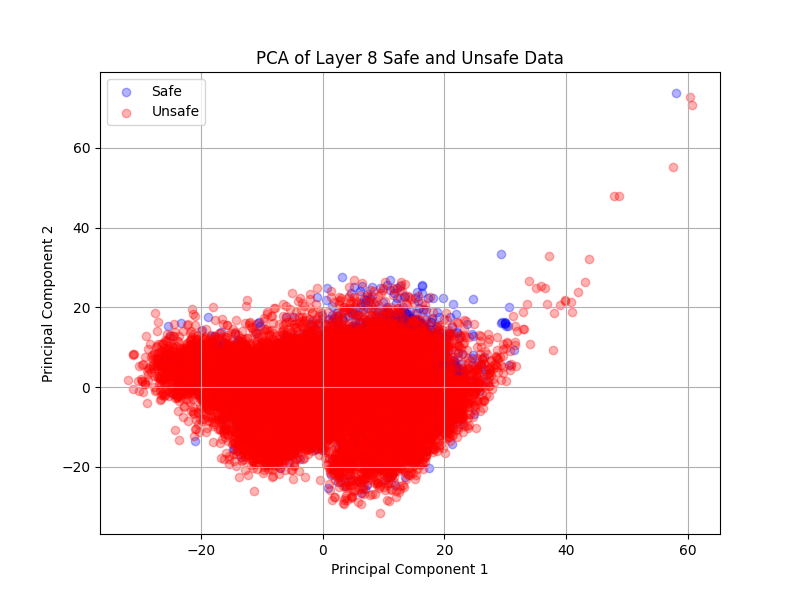 PCA of Layer 8 Safe and Unsafe Data
Safe
Unsafe
Principal Component 2
60
40
20
0
−20
−20
0
20
40
60
Principal Component 1